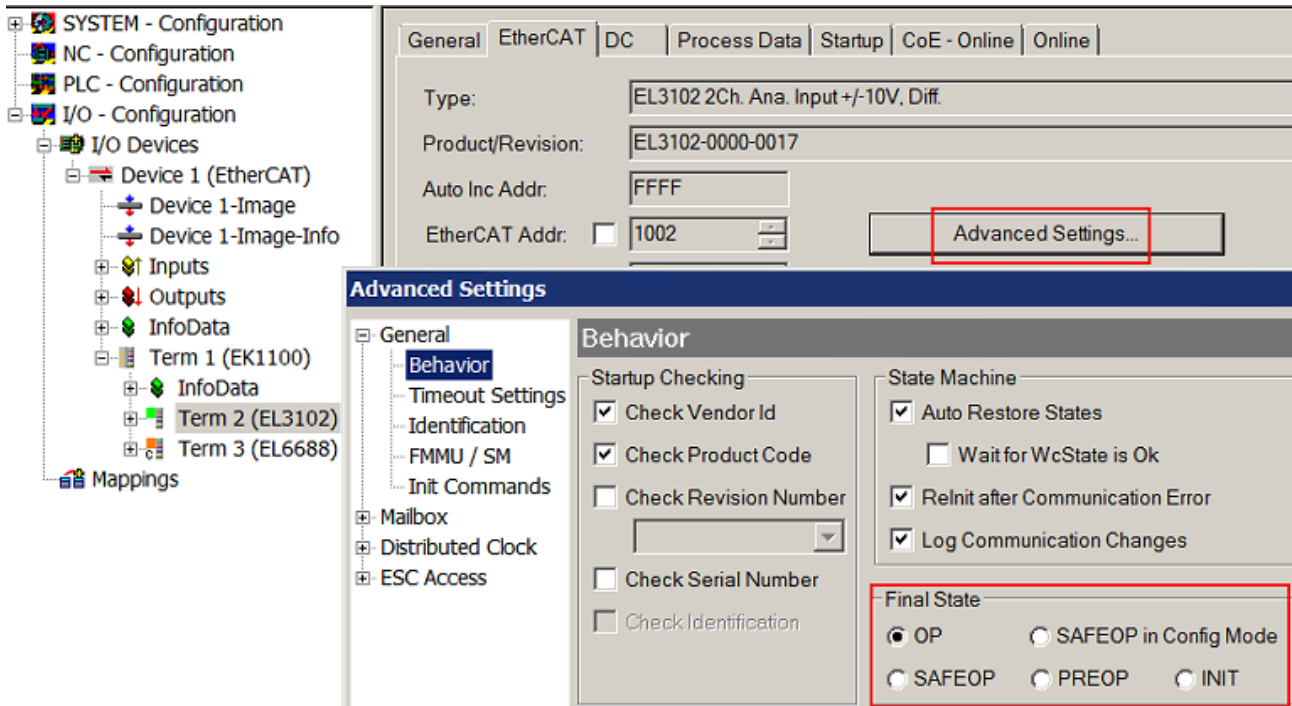 SYSTEM - Configuration
NC - Configuration
PLC - Configuration
I/O - Configuration
I/O Devices
Device 1 (EtherCAT)
Device 1-Image
Device 1-Image-Info
Inputs
Outputs
InfoData
Term 1 (EK1100)
InfoData
Term 2 (EL3102)
Term 3 (EL6688)
Mappings
General EtherCAT DC Process Data Startup CoE - Online Online
Type: EL3102 2Ch. Ana. Input +/-10V, Diff.
Product/Revision: EL3102-0000-0017
Auto Inc Addr: FFFF
EtherCAT Addr: 1002 Advanced Settings...
Advanced Settings
General
Behavior
Timeout Settings
Identification
FMMU / SM
Init Commands
Mailbox
Distributed Clock
ESC Access
Behavior
Startup Checking
Check Vendor Id
Check Product Code
Check Revision Number
Check Serial Number
Check Identification
State Machine
Auto Restore States
Wait for WcState is Ok
ReInit after Communication Error
Log Communication Changes
Final State
OP SAFEOP in Config Mode
SAFEOP PREOP INIT